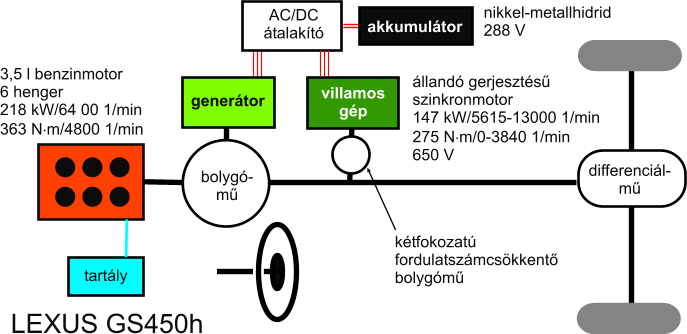 AC/DC
átalakító
akkumulátor
nikkel-metallhidrid
288 V
3,5 l benzinmotor
6 henger
218 kW/64 00 1/min
363 N·m/4800 1/min
generátor
villamos
gép
állandó gerjesztésű
szinkronmotor
147 kW/5615-13000 1/min
275 N·m/0-3840 1/min
650 V
bolygó-
mű
differenciál-
mű
kétfokozatú
fordulatszámcsökkentő
bolygómű
tartály
LEXUS GS450h